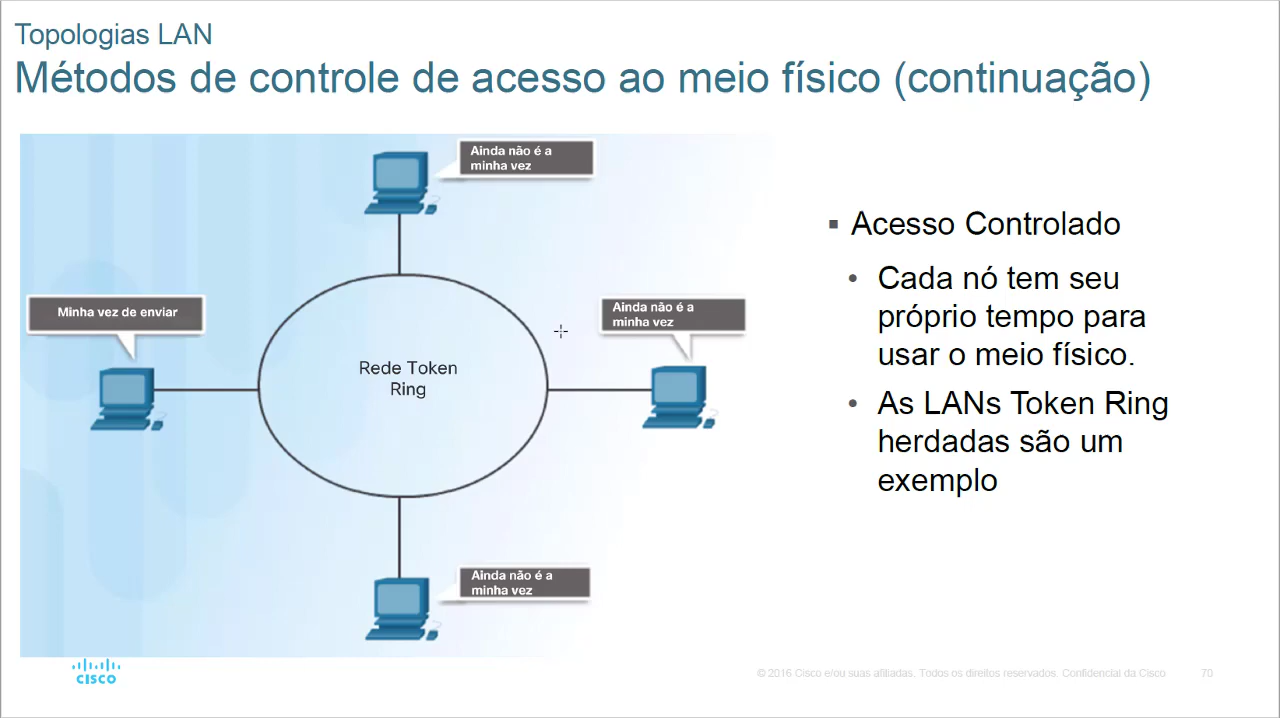 Topologias LAN
Métodos de controle de acesso ao meio físico (continuação)
Ainda não é a
minha vez
Minha vez de enviar
Ainda não é a
minha vez
Rede Token
Ring
Ainda não é a
minha vez
▪ Acesso Controlado
• Cada nó tem seu
próprio tempo para
usar o meio físico.
• As LANs Token Ring
herdadas são um
exemplo
CISCO
© 2016 Cisco e/ou suas afiliadas. Todos os direitos reservados. Confidencial da Cisco
70